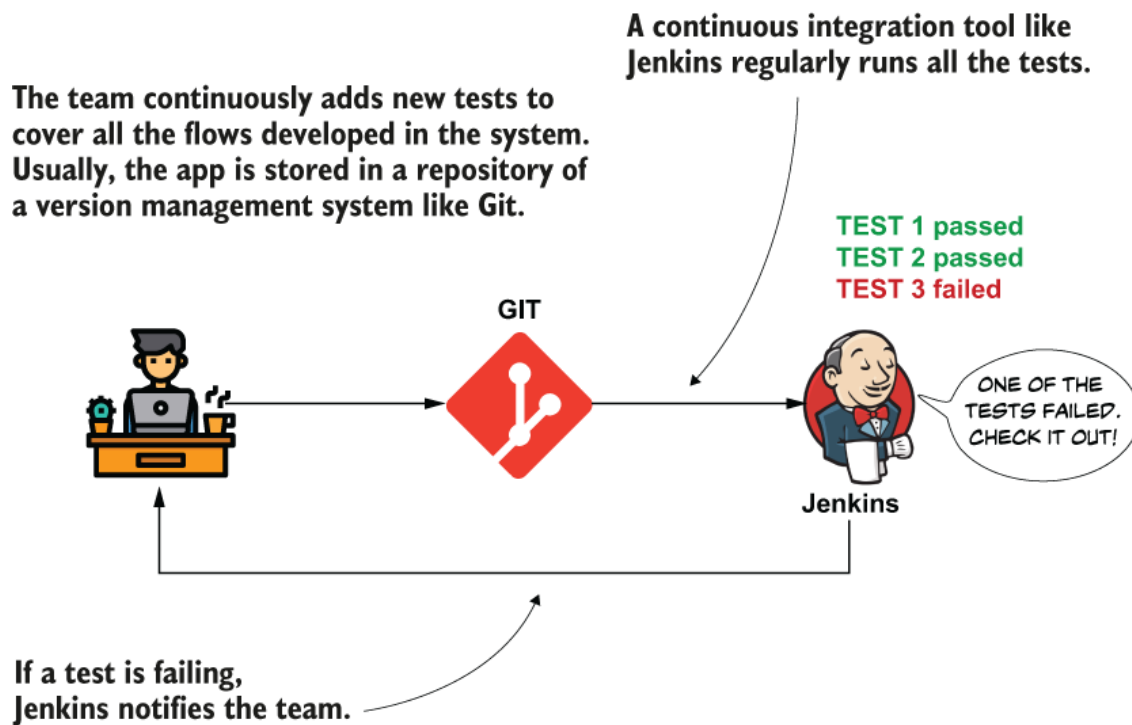 A continuous integration tool like
Jenkins regularly runs all the tests.
The team continuously adds new tests to
cover all the flows developed in the system.
Usually, the app is stored in a repository of
a version management system like Git.
TEST 1 passed
TEST 2 passed
TEST 3 failed
GIT
ONE OF THE
TESTS FAILED.
CHECK IT OUT!
Jenkins
If a test is failing,
Jenkins notifies the team.